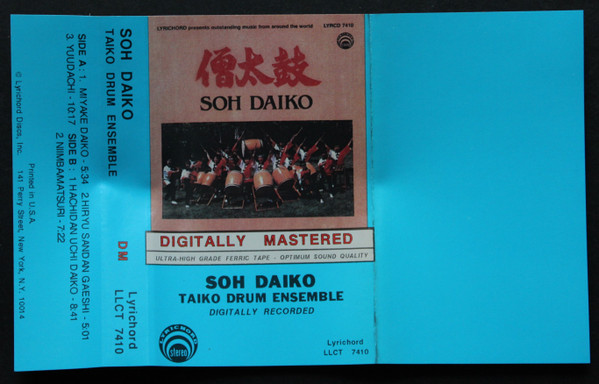 LYRICHORD presents outstanding music from around the world LYRCD 7410
僧太鼓
SOH DAIKO
DIGITALLY MASTERED
ULTRA-HIGH GRADE FERRIC TAPE - OPTIMUM SOUND QUALITY
SOH DAIKO
TAIKO DRUM ENSEMBLE
DIGITALLY RECORDED
LYRICHORD
stereo
Lyrichord
LLCT 7410
SOH DAIKO
TAIKO DRUM ENSEMBLE
DM
Lyrichord
LLCT 7410
SIDE A : 1. MIYAKE DAIKO - 5:34 2.HIRYU SANDAN GAESHI - 5:01
3. YUUDACHI - 10:17 SIDE B : 1 HACHIDAN UCHI DAIKO - 8:41
2.NIIMBAMATSURI - 7:22
Printed in U.S.A.
© Lyrichord Discs, Inc. 141 Perry Street, New York, N.Y. 10014